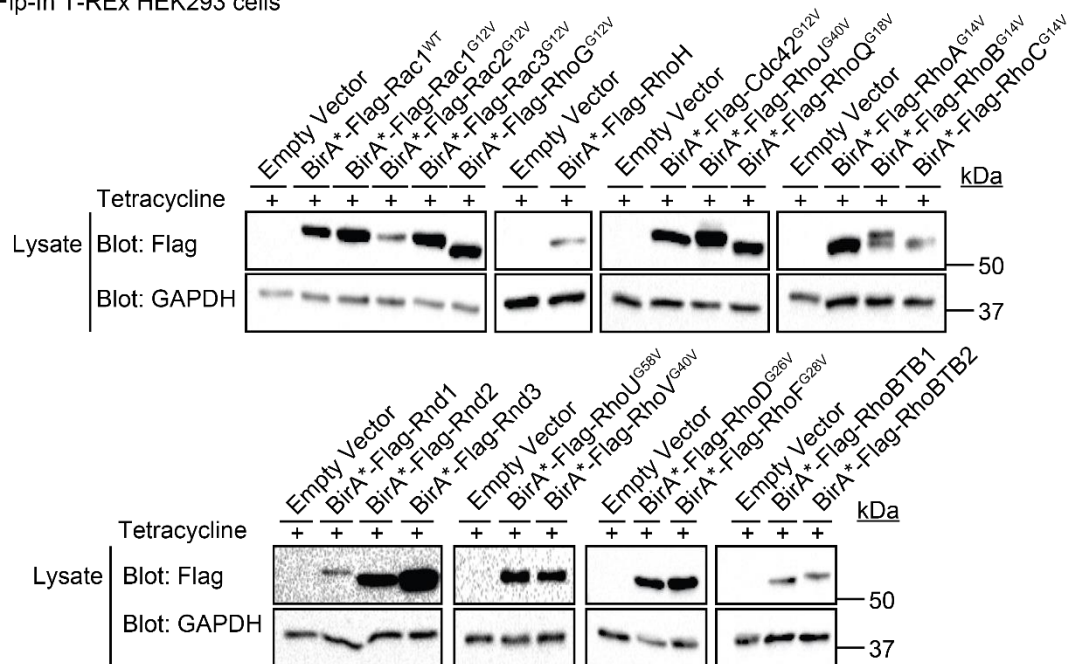 Flp-In T-REx HEK293 cells
Empty Vector
BirA*-Flag-Rac1WT
BirA*-Flag-Rac1G12V
BirA*-Flag-Rac2G12V
BirA*-Flag-Rac3G12V
BirA*-Flag-RhoGG12V
Empty Vector
BirA*-Flag-RhoH
Empty Vector
BirA*-Flag-Cdc42G12V
BirA*-Flag-RhoJG40V
BirA*-Flag-RhoQG18V
Empty Vector
BirA*-Flag-RhoAG14V
BirA*-Flag-RhoBG14V
BirA*-Flag-RhoCG14V
kDa
Tetracycline + + + + + + + + + + + + + + + +
Lysate Blot: Flag
50
Blot: GAPDH
37
Empty Vector
BirA*-Flag-Rnd1
BirA*-Flag-Rnd2
BirA*-Flag-Rnd3
Empty Vector
BirA*-Flag-RhoUG58V
BirA*-Flag-RhoVG40V
Empty Vector
BirA*-Flag-RhoDG26V
BirA*-Flag-RhoFG28V
Empty Vector
BirA*-Flag-RhoBTB1
BirA*-Flag-RhoBTB2
kDa
Tetracycline + + + + + + + + + + + + +
Lysate Blot: Flag
50
Blot: GAPDH
37